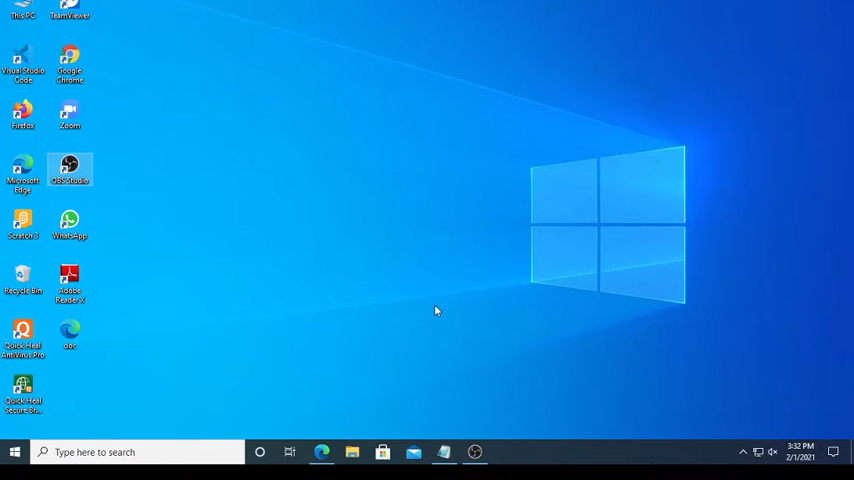 This PC
TeamViewer
Visual Studio
Code
Google
Chrome
Firefox
Zoom
Microsoft
Edge
OBS Studio
Scratch 3
WhatsApp
Recycle Bin
Adobe
Reader X
Quick Heal
AntiVirus Pro
doc
Quick Heal
Secure Br...
Type here to search
3:32 PM
2/1/2021